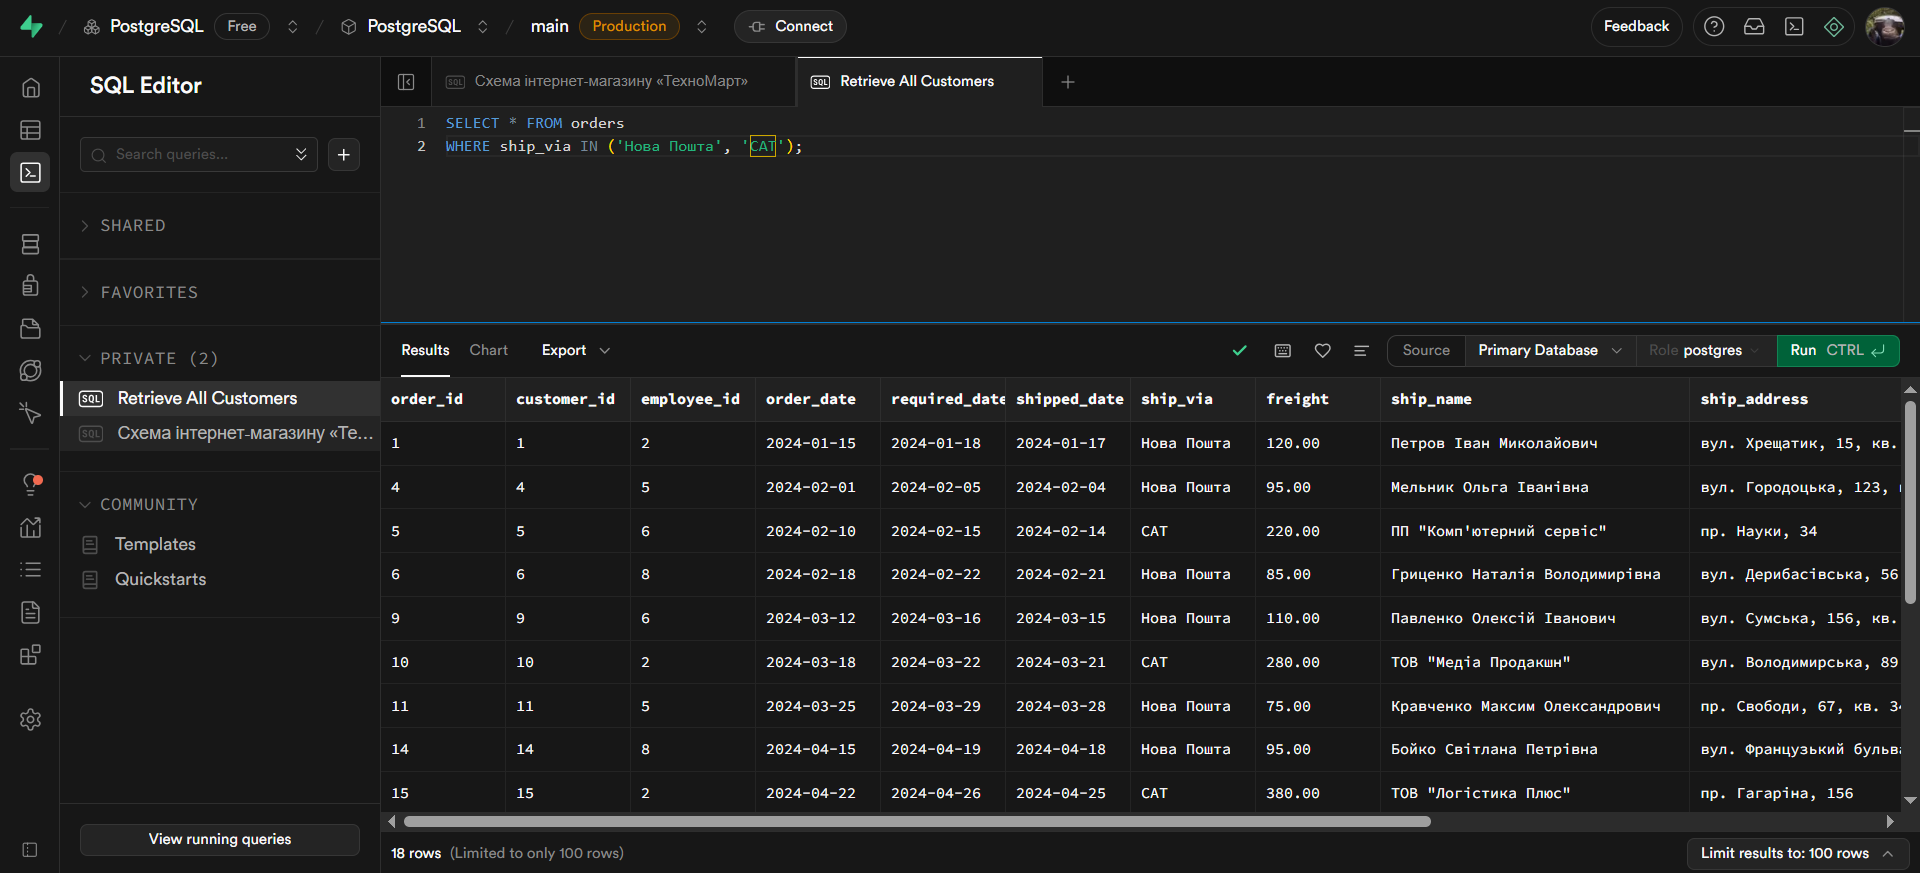 PostgreSQL Free PostgreSQL main Production Connect Feedback
SQL Editor
Search queries...
SHARED
FAVORITES
PRIVATE (2)
SQL Retrieve All Customers
SQL Схема інтернет-магазину «Те...
COMMUNITY
Templates
Quickstarts
View running queries
SQL Схема інтернет-магазину «ТехноМарт» SQL Retrieve All Customers
1 SELECT * FROM orders
2 WHERE ship_via IN ('Нова Пошта', 'САТ');
Results Chart Export Source Primary Database Role postgres Run CTRL
order_id customer_id employee_id order_date required_date shipped_date ship_via freight ship_name ship_address
1 1 2 2024-01-15 2024-01-18 2024-01-17 Нова Пошта 120.00 Петров Іван Миколайович вул. Хрещатик, 15, кв.
4 4 5 2024-02-01 2024-02-05 2024-02-04 Нова Пошта 95.00 Мельник Ольга Іванівна вул. Городоцька, 123,
5 5 6 2024-02-10 2024-02-15 2024-02-14 САТ 220.00 ПП "Комп'ютерний сервіс" пр. Науки, 34
6 6 8 2024-02-18 2024-02-22 2024-02-21 Нова Пошта 85.00 Гриценко Наталія Володимирівна вул. Дерибасівська, 56
9 9 6 2024-03-12 2024-03-16 2024-03-15 Нова Пошта 110.00 Павленко Олексій Іванович вул. Сумська, 156, кв.
10 10 2 2024-03-18 2024-03-22 2024-03-21 САТ 280.00 ТОВ "Медіа Продакшн" вул. Володимирська, 89
11 11 5 2024-03-25 2024-03-29 2024-03-28 Нова Пошта 75.00 Кравченко Максим Олександрович пр. Свободи, 67, кв. 34
14 14 8 2024-04-15 2024-04-19 2024-04-18 Нова Пошта 95.00 Бойко Світлана Петрівна вул. Французький бульва
15 15 2 2024-04-22 2024-04-26 2024-04-25 САТ 380.00 ТОВ "Логістика Плюс" пр. Гагаріна, 156
18 rows (Limited to only 100 rows) Limit results to: 100 rows